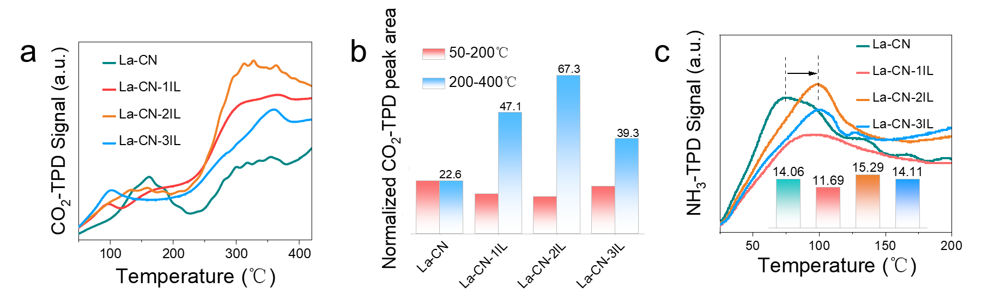 a
CO₂-TPD Signal (a.u.)
La-CN
La-CN-1IL
La-CN-2IL
La-CN-3IL
100 200 300 400
Temperature (℃)
b
Normalized CO₂-TPD peak area
50-200℃
200-400℃
22.6
47.1
67.3
39.3
La-CN
La-CN-1IL
La-CN-2IL
La-CN-3IL
c
NH₃-TPD Signal (a.u.)
La-CN
La-CN-1IL
La-CN-2IL
La-CN-3IL
14.06
11.69
15.29
14.11
50 100 150 200
Temperature (℃)